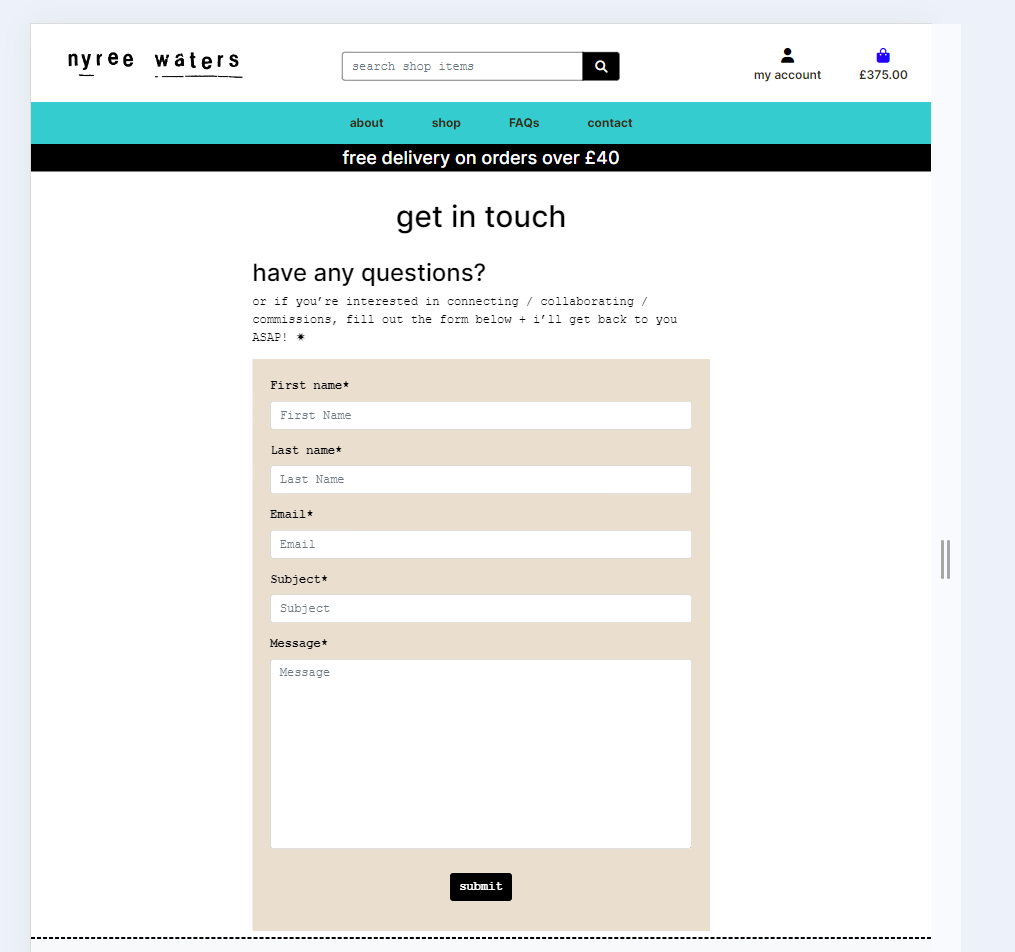 nyree waters
search shop items
my account
£375.00
about shop FAQs contact
free delivery on orders over £40
get in touch
have any questions?
or if you’re interested in connecting / collaborating /
commissions, fill out the form below + i’ll get back to you
ASAP! ✷
First name*
First Name
Last name*
Last Name
Email*
Email
Subject*
Subject
Message*
Message
submit